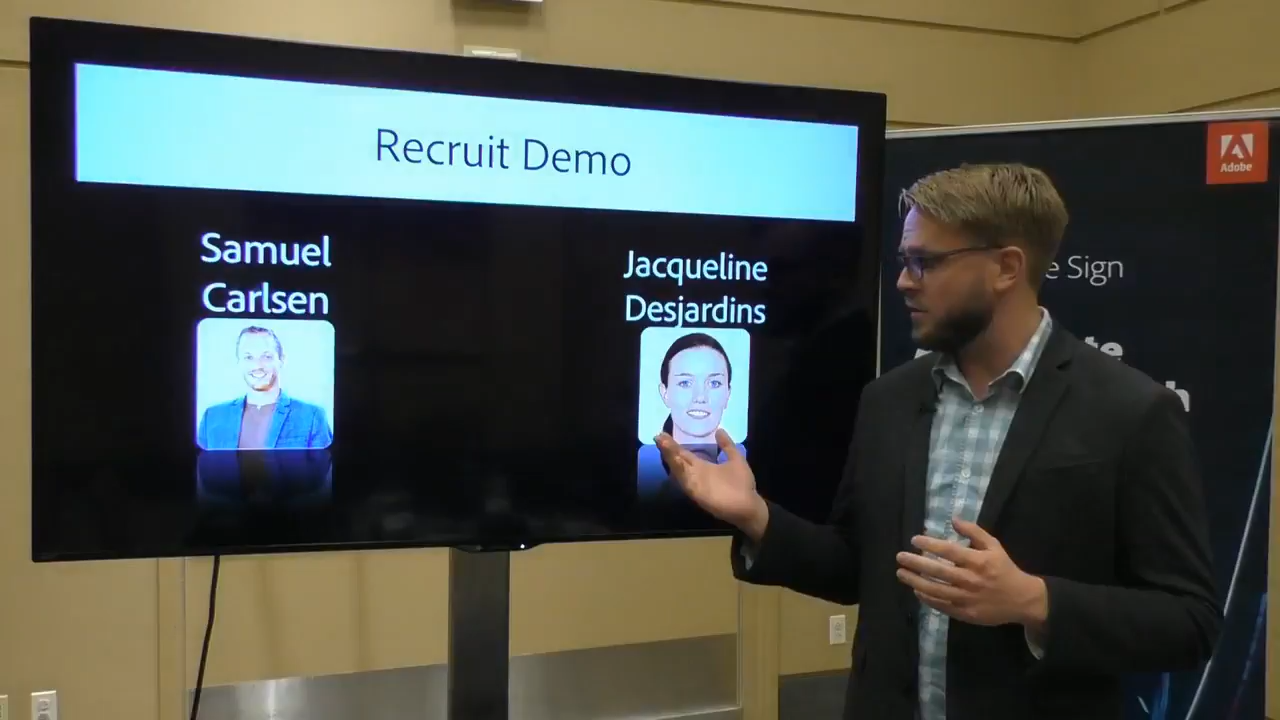 Recruit Demo
Samuel
Carlsen
Jacqueline
Desjardins
Adobe
Sign